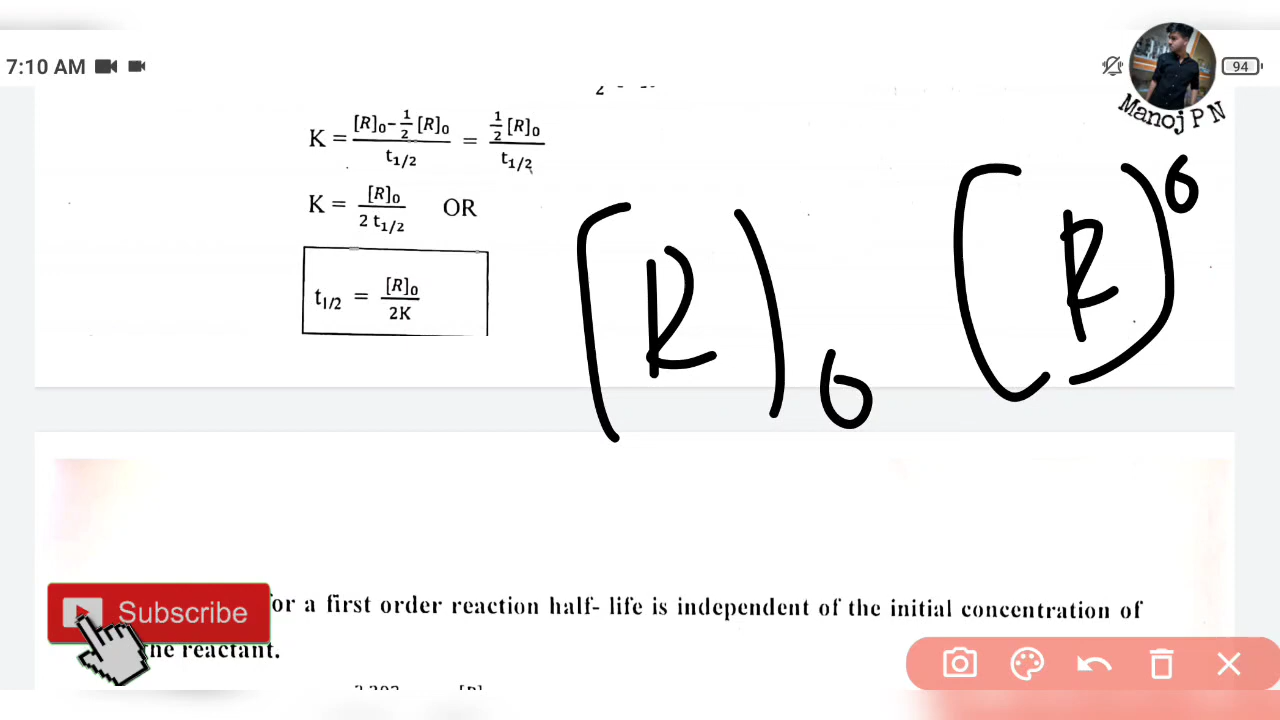 7:10 AM
94
Manoj P N
K = [R]₀-½[R]₀ / t₁/₂ = ½[R]₀ / t₁/₂
K = [R]₀ / 2 t₁/₂ OR
t₁/₂ = [R]₀ / 2K
[R]₀ [R]⁰
Subscribe
or a first order reaction half- life is independent of the initial concentration of
he reactant.